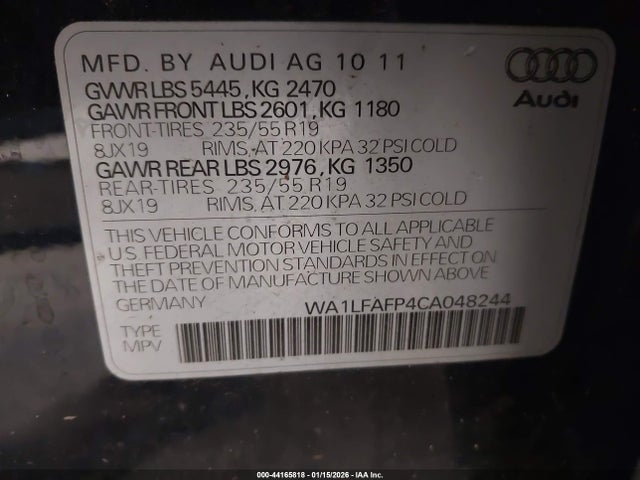 MFD. BY AUDI AG 10 11
GVWR LBS 5445, KG 2470
GAWR FRONT LBS 2601, KG 1180
FRONT-TIRES 235/55 R19
8JX19 RIMS, AT 220 KPA 32 PSI COLD
GAWR REAR LBS 2976, KG 1350
REAR-TIRES 235/55 R19
8JX19 RIMS, AT 220 KPA 32 PSI COLD
Audi
THIS VEHICLE CONFORMS TO ALL APPLICABLE
U.S. FEDERAL MOTOR VEHICLE SAFETY AND
THEFT PREVENTION STANDARDS IN EFFECT ON
DATE OF MANUFACTURE SHOWN ABOVE
GERMANY WA1LFAFP4CA048244
TYPE
MPV
000-44165818 - 01/15/2026 - IAA Inc.